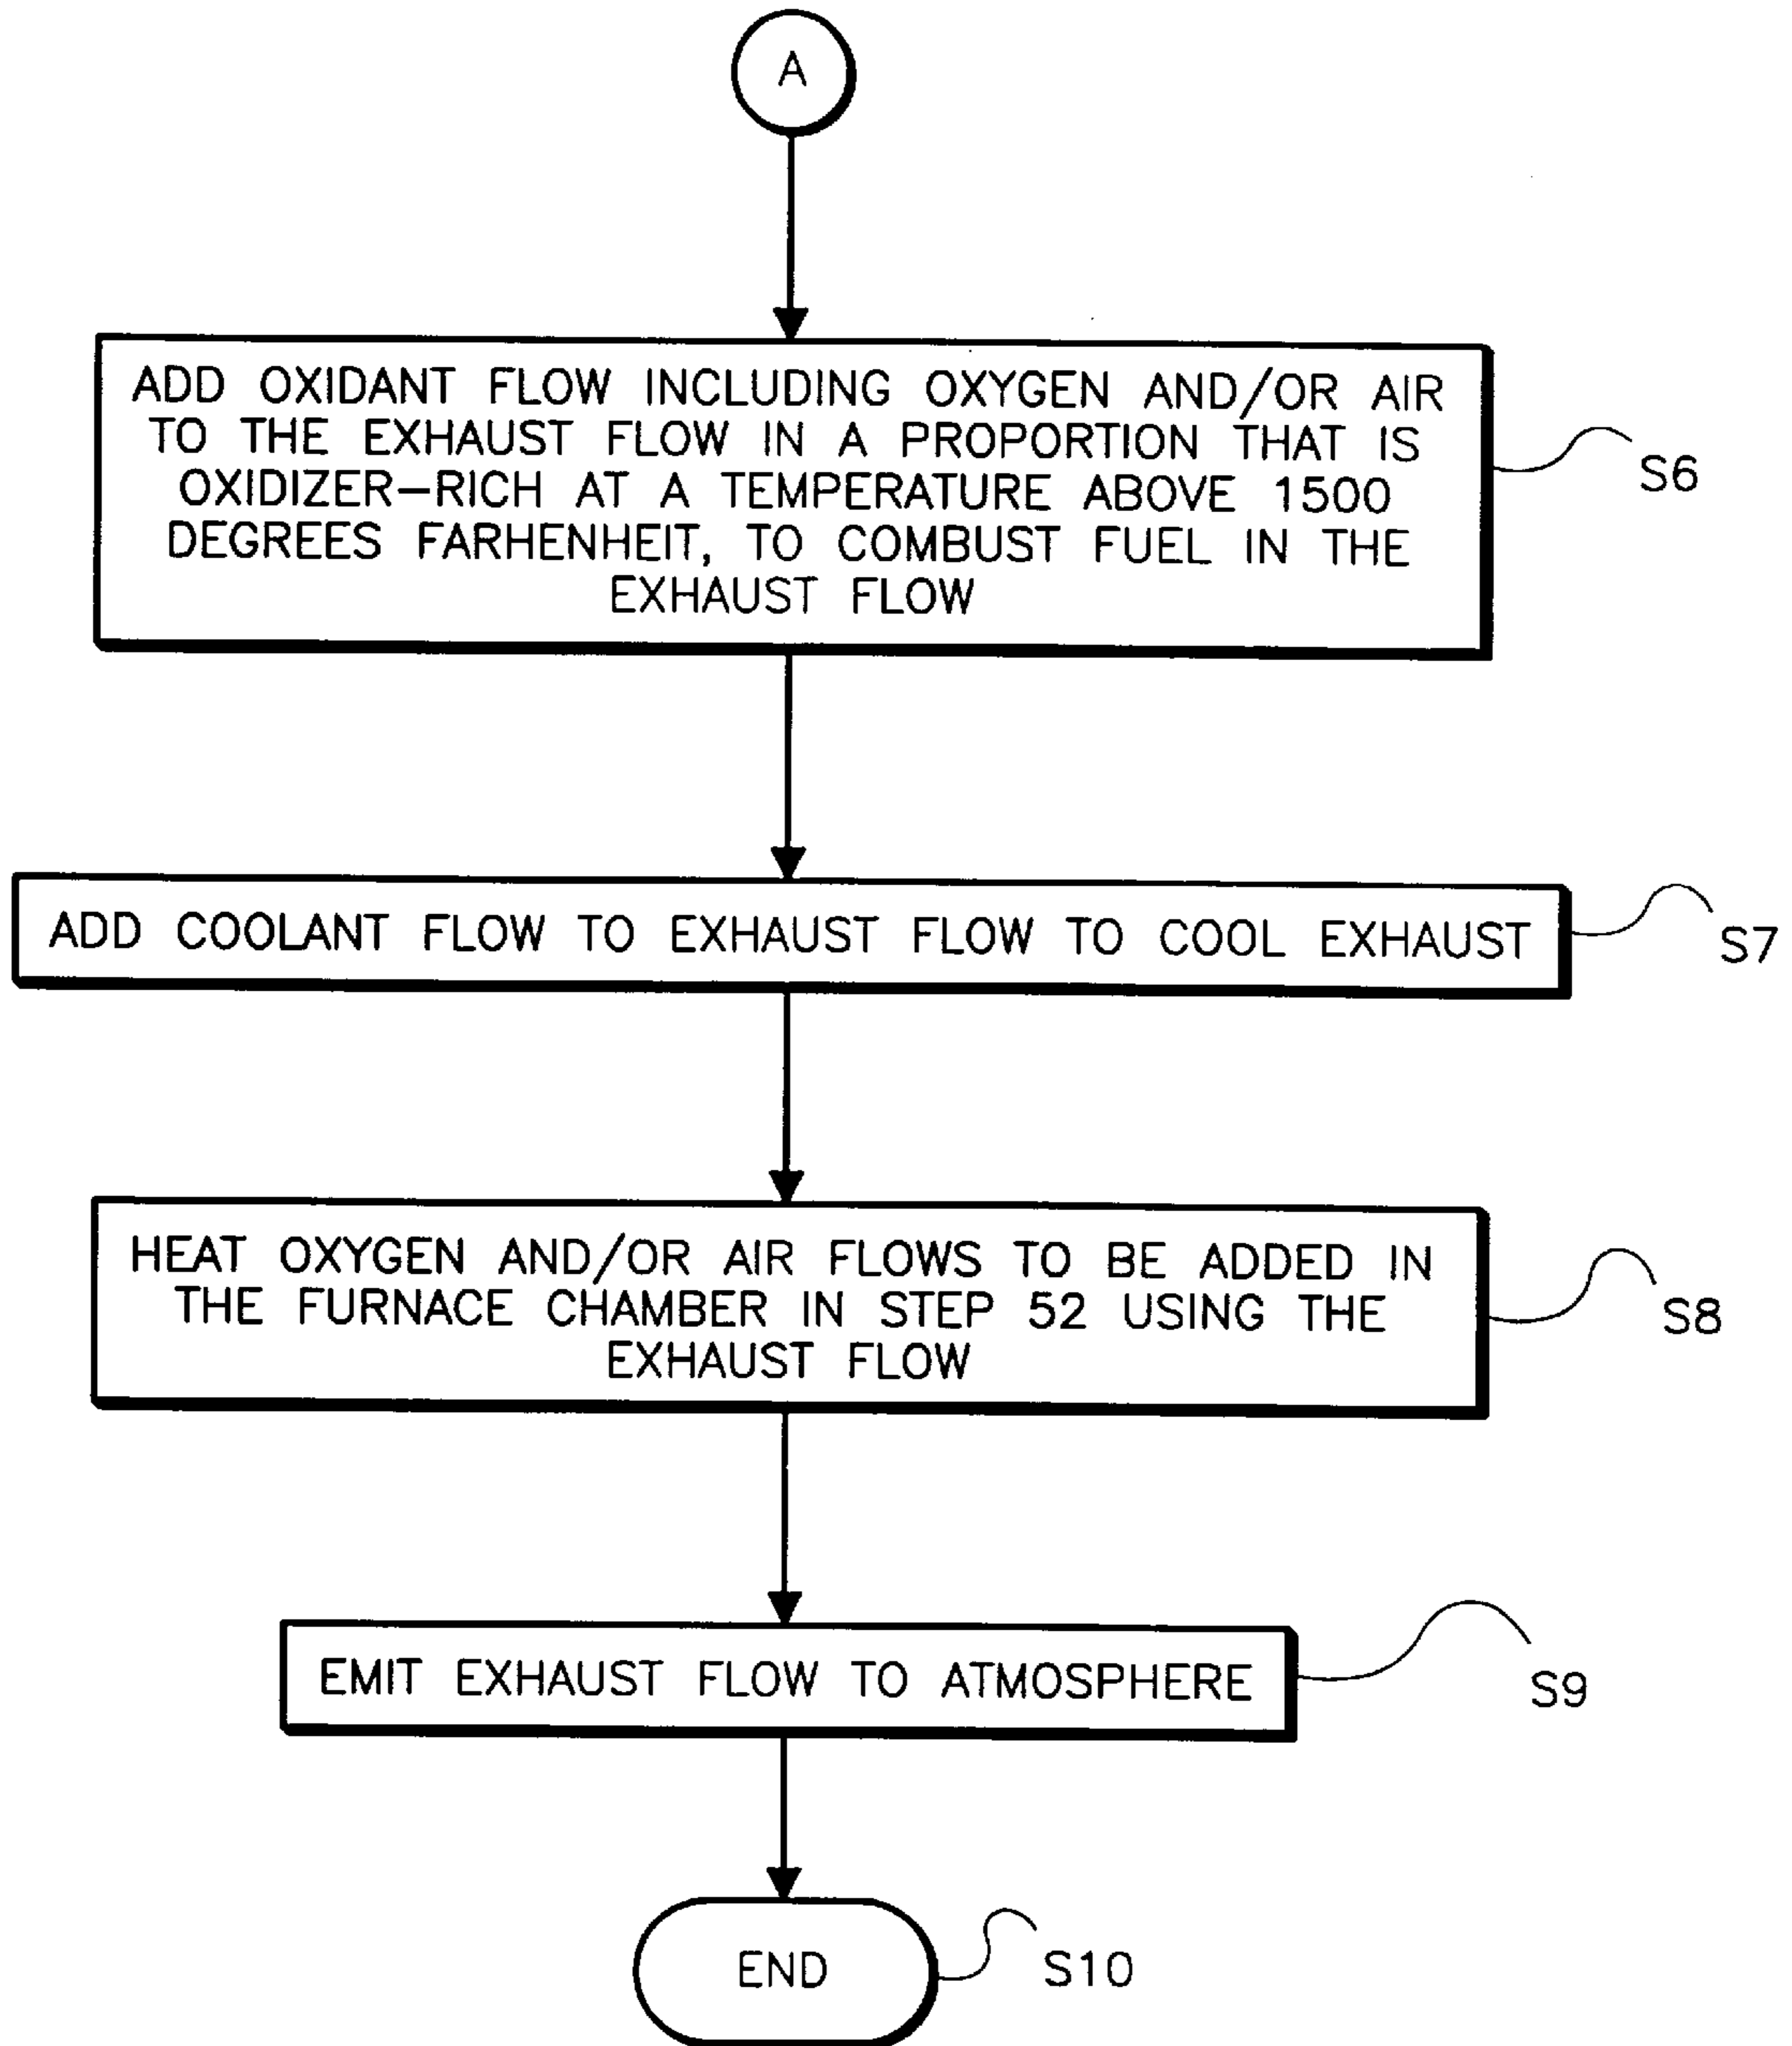 A
ADD OXIDANT FLOW INCLUDING OXYGEN AND/OR AIR
TO THE EXHAUST FLOW IN A PROPORTION THAT IS
OXIDIZER–RICH AT A TEMPERATURE ABOVE 1500
DEGREES FARHENHEIT, TO COMBUST FUEL IN THE
EXHAUST FLOW
S6
ADD COOLANT FLOW TO EXHAUST FLOW TO COOL EXHAUST
S7
HEAT OXYGEN AND/OR AIR FLOWS TO BE ADDED IN
THE FURNACE CHAMBER IN STEP 52 USING THE
EXHAUST FLOW
S8
EMIT EXHAUST FLOW TO ATMOSPHERE
S9
END
S10